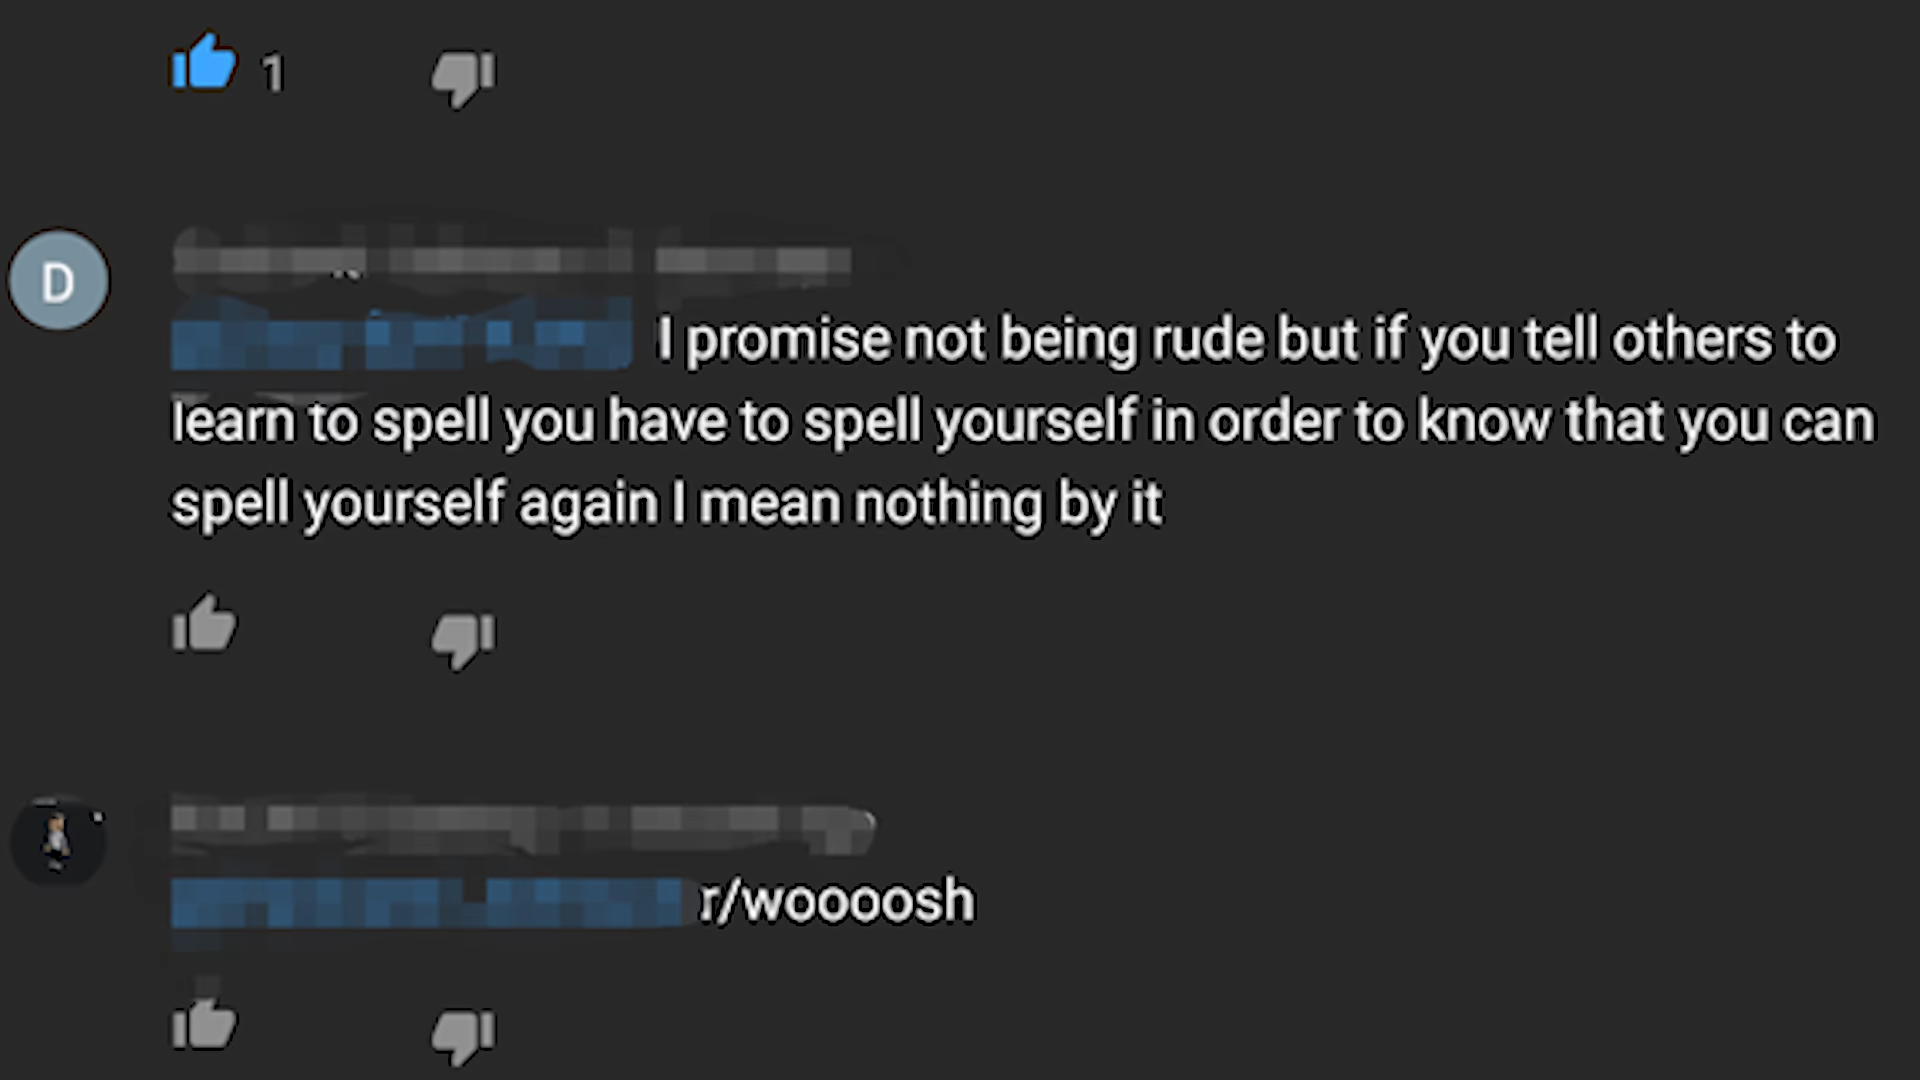 1
D
I promise not being rude but if you tell others to
learn to spell you have to spell yourself in order to know that you can
spell yourself again I mean nothing by it
r/woooosh